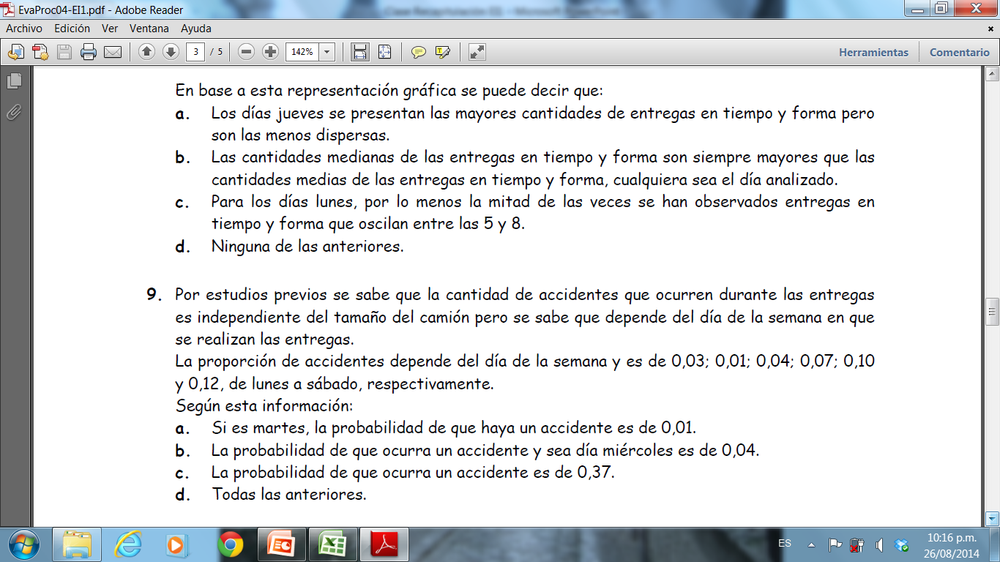 EvaProc04-EI1.pdf - Adobe Reader
Archivo Edición Ver Ventana Ayuda
3 / 5 142% Herramientas Comentario
En base a esta representación gráfica se puede decir que:
a. Los días jueves se presentan las mayores cantidades de entregas en tiempo y forma pero
son las menos dispersas.
b. Las cantidades medianas de las entregas en tiempo y forma son siempre mayores que las
cantidades medias de las entregas en tiempo y forma, cualquiera sea el día analizado.
c. Para los días lunes, por lo menos la mitad de las veces se han observados entregas en
tiempo y forma que oscilan entre las 5 y 8.
d. Ninguna de las anteriores.
9. Por estudios previos se sabe que la cantidad de accidentes que ocurren durante las entregas
es independiente del tamaño del camión pero se sabe que depende del día de la semana en que
se realizan las entregas.
La proporción de accidentes depende del día de la semana y es de 0,03; 0,01; 0,04; 0,07; 0,10
y 0,12, de lunes a sábado, respectivamente.
Según esta información:
a. Si es martes, la probabilidad de que haya un accidente es de 0,01.
b. La probabilidad de que ocurra un accidente y sea día miércoles es de 0,04.
c. La probabilidad de que ocurra un accidente es de 0,37.
d. Todas las anteriores.
ES
10:16 p.m.
26/08/2014